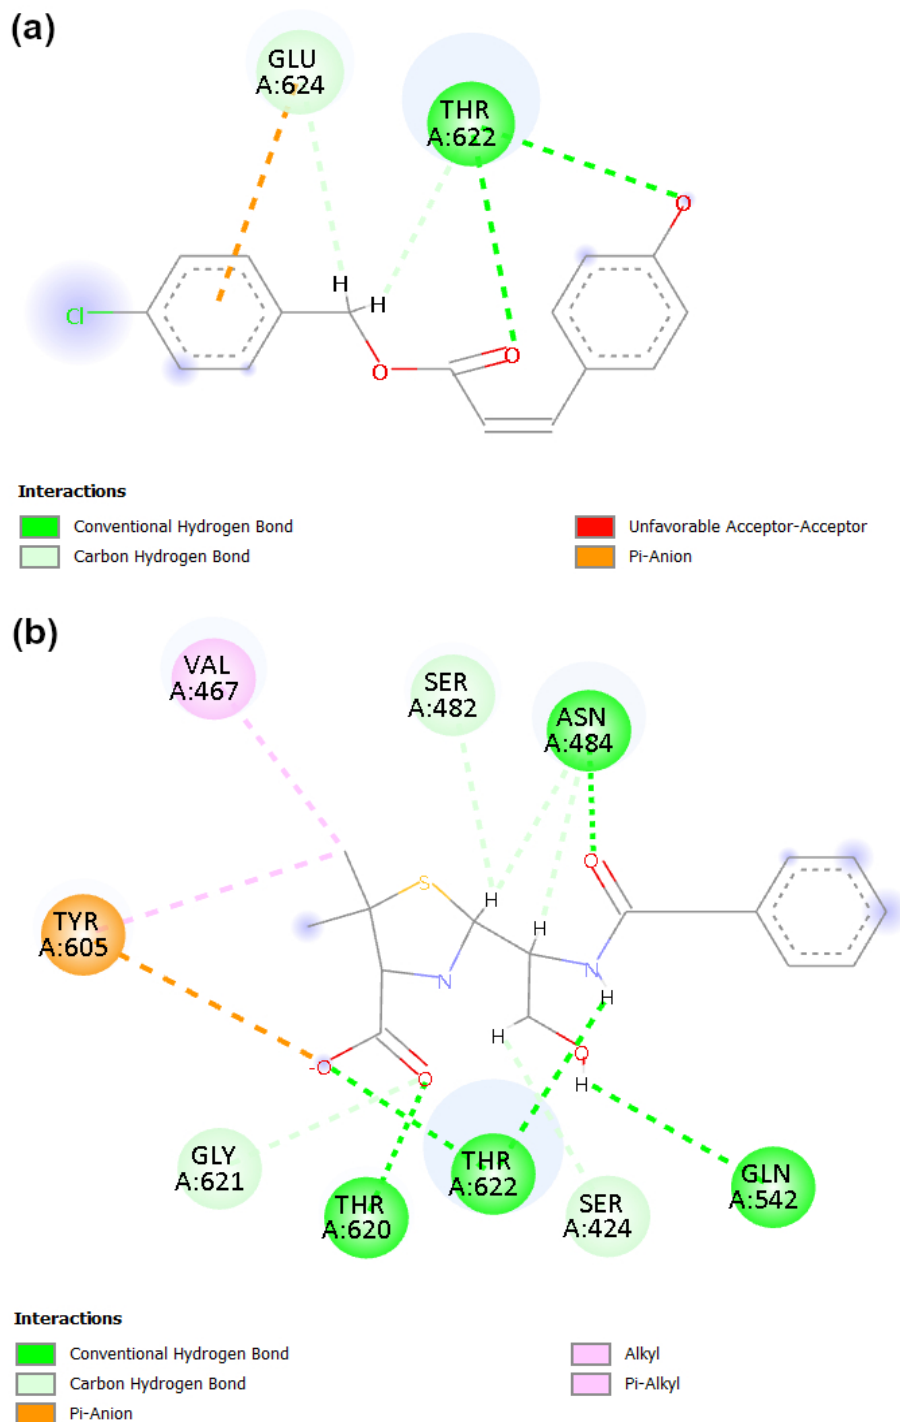 (a)
GLU
A:624
THR
A:622
O
H
H
Cl
O
O
Interactions
Conventional Hydrogen Bond
Unfavorable Acceptor-Acceptor
Carbon Hydrogen Bond
Pi-Anion
(b)
VAL
A:467
SER
A:482
ASN
A:484
O
S
H
TYR
A:605
H
N
N
H
H
O
-O
O
H
GLY
A:621
THR
A:622
GLN
A:542
THR
A:620
SER
A:424
Interactions
Conventional Hydrogen Bond
Alkyl
Carbon Hydrogen Bond
Pi-Alkyl
Pi-Anion